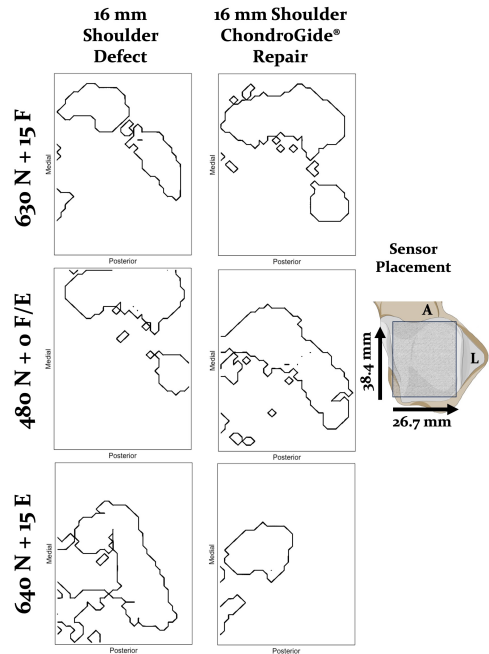 16 mm
Shoulder
Defect
16 mm Shoulder
ChondroGide®
Repair
630 N + 15 F
Medial
Posterior
Medial
Posterior
480 N + 0 F/E
Medial
Posterior
Medial
Posterior
640 N + 15 E
Medial
Posterior
Medial
Posterior
Sensor
Placement
A
L
38.4 mm
26.7 mm